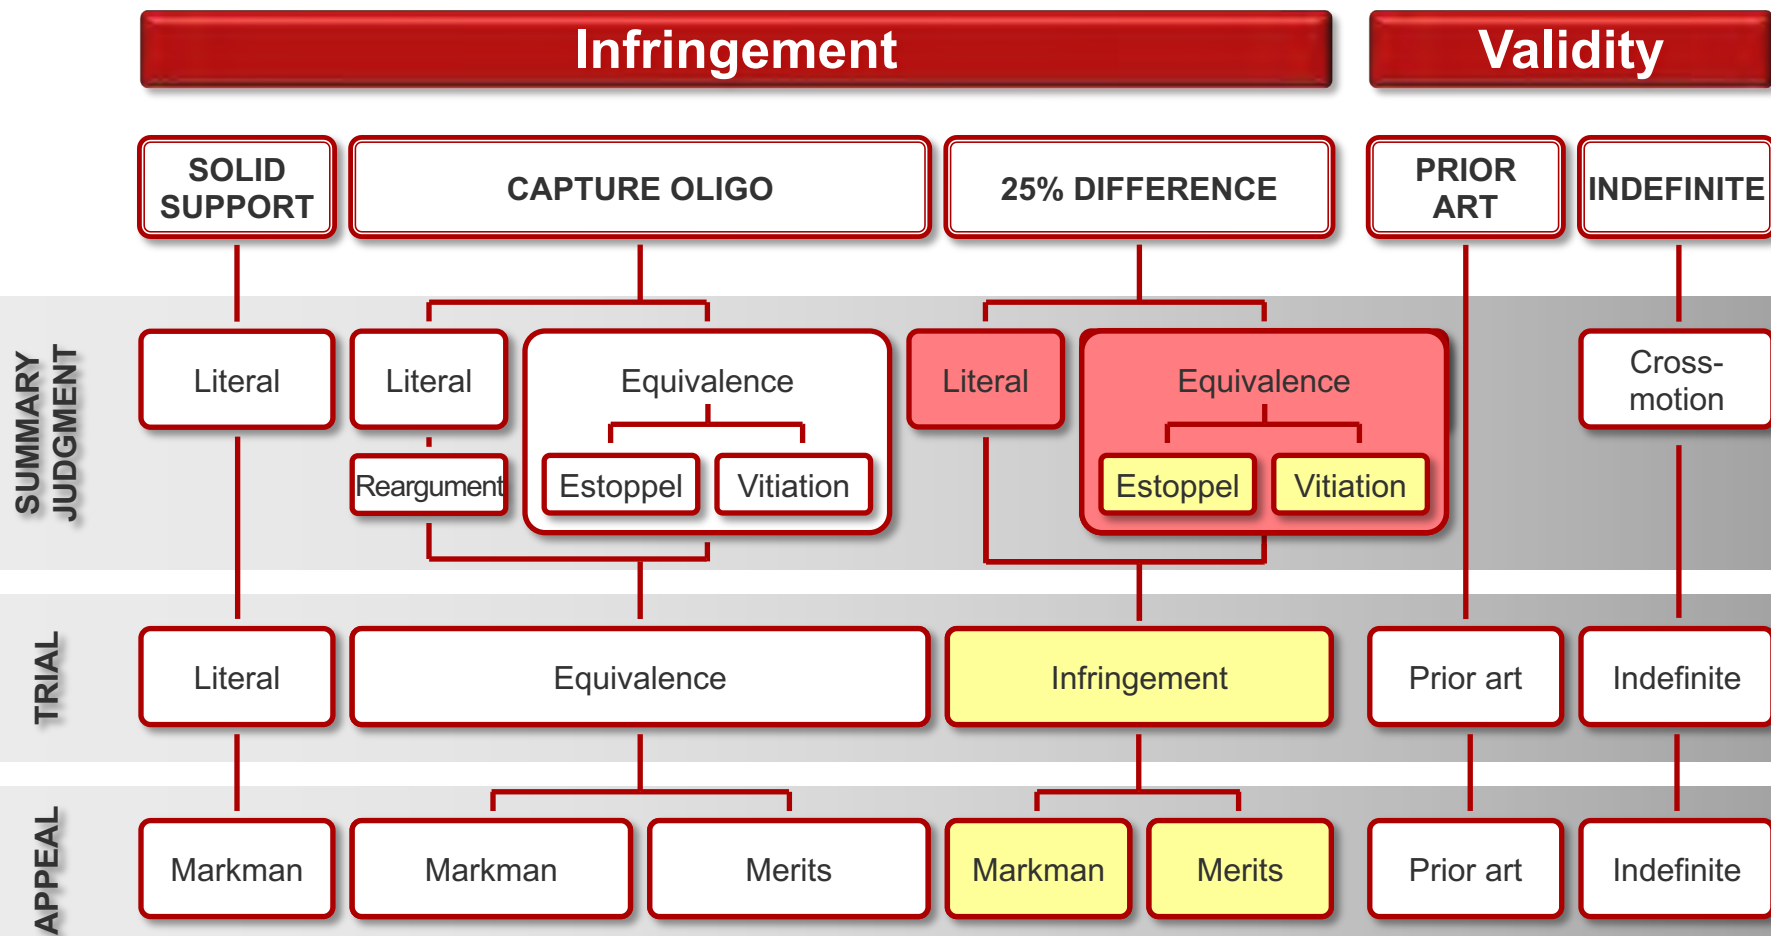 Infringement
Validity
SOLID
SUPPORT
CAPTURE OLIGO
25% DIFFERENCE
PRIOR
ART
INDEFINITE
SUMMARY
JUDGMENT
Literal
Literal
Equivalence
Literal
Equivalence
Cross-
motion
Reargument
Estoppel
Vitiation
Estoppel
Vitiation
TRIAL
Literal
Equivalence
Infringement
Prior art
Indefinite
APPEAL
Markman
Markman
Merits
Markman
Merits
Prior art
Indefinite